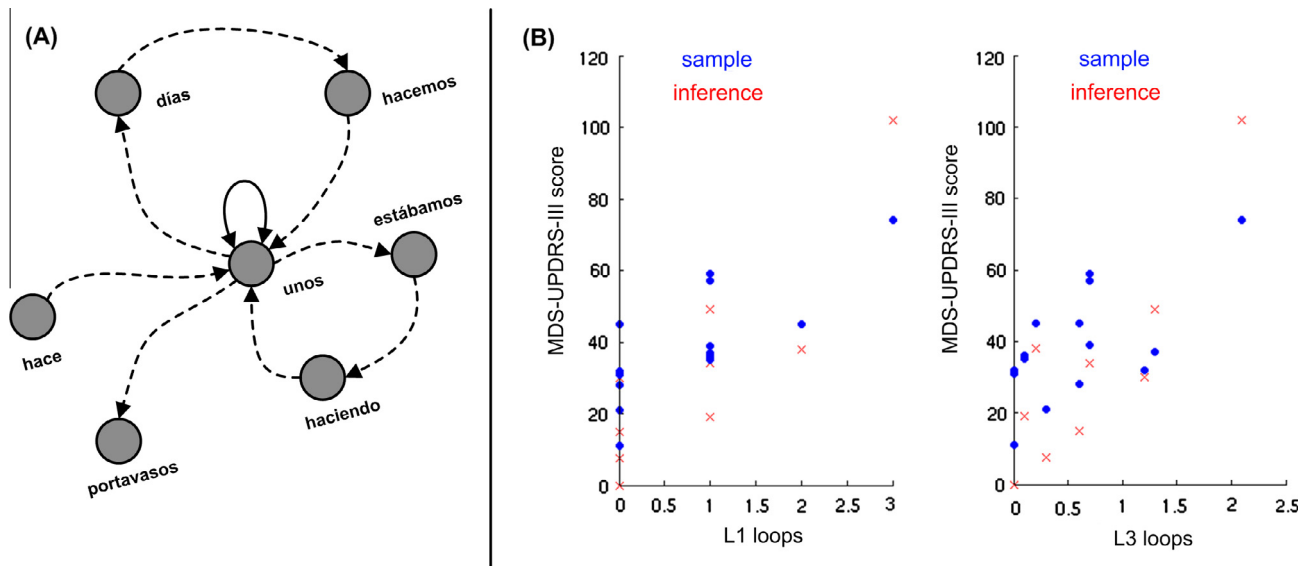 (A)
días
hacemos
estábamos
unos
hace
haciendo
portavasos
(B)
MDS-UPDRS-III score
120
100
80
60
40
20
0
sample
inference
0 0.5 1 1.5 2 2.5 3
L1 loops
MDS-UPDRS-III score
120
100
80
60
40
20
0
sample
inference
0 0.5 1 1.5 2 2.5
L3 loops